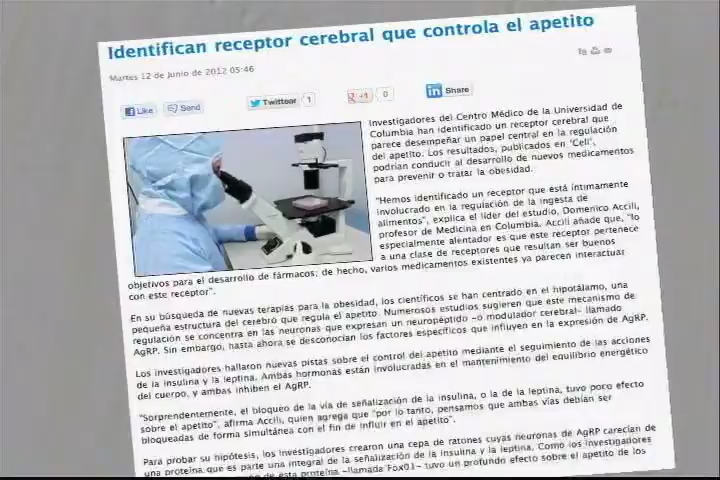 Identifican receptor cerebral que controla el apetito
Martes 12 de Junio de 2012 05:46
Like Send Twittear 1 +1 0 in Share
Investigadores del Centro Médico de la Universidad de
Columbia han identificado un receptor cerebral que
parece desempeñar un papel central en la regulación
del apetito. Los resultados, publicados en 'Cell',
podrían conducir al desarrollo de nuevos medicamentos
para prevenir o tratar la obesidad.
"Hemos identificado un receptor que está íntimamente
involucrado en la regulación de la ingesta de
alimentos", explica el líder del estudio, Domenico Accili,
profesor de Medicina en Columbia. Accili añade que, "lo
especialmente alentador es que este receptor pertenece
a una clase de receptores que resultan ser buenos
objetivos para el desarrollo de fármacos; de hecho, varios medicamentos existentes ya parecen interactuar
con este receptor".
En su búsqueda de nuevas terapias para la obesidad, los científicos se han centrado en el hipotálamo, una
pequeña estructura del cerebro que regula el apetito. Numerosos estudios sugieren que este mecanismo de
regulación se concentra en las neuronas que expresan un neuropéptido -o modulador cerebral- llamado
AgRP. Sin embargo, hasta ahora se desconocían los factores específicos que influyen en la expresión de AgRP.
Los investigadores hallaron nuevas pistas sobre el control del apetito mediante el seguimiento de las acciones
de la insulina y la leptina. Ambas hormonas están involucradas en el mantenimiento del equilibrio energético
del cuerpo, y ambas inhiben el AgRP.
"Sorprendentemente, el bloqueo de la vía de señalización de la insulina, o la de la leptina, tuvo poco efecto
sobre el apetito", afirma Accili, quien agrega que "por lo tanto, pensamos que ambas vías debían ser
bloqueadas de forma simultánea con el fin de influir en el apetito".
Para probar su hipótesis, los investigadores crearon una cepa de ratones cuyas neuronas de AgRP carecían de
una proteína que es parte una integral de la señalización de la insulina y la leptina. Como los investigadores
de esta proteína -llamada Fox01- tuvo un profundo efecto sobre el apetito de los